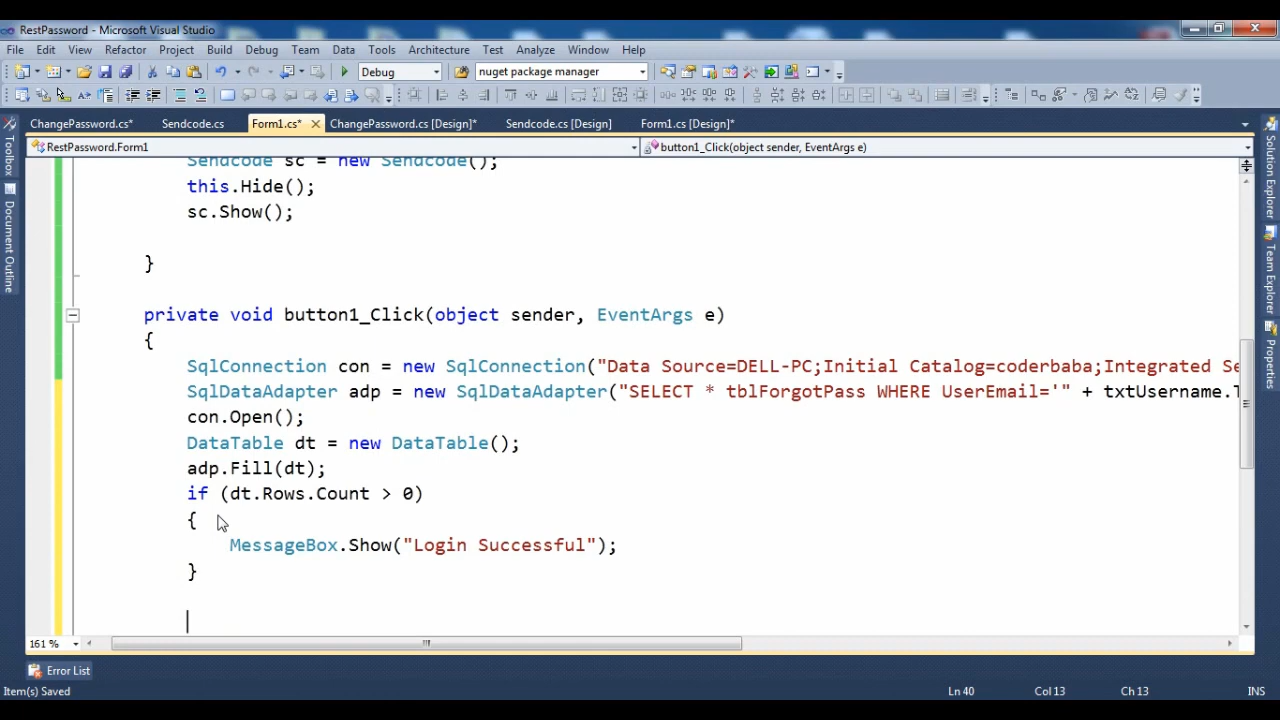 RestPassword - Microsoft Visual Studio
File Edit View Refactor Project Build Debug Team Data Tools Architecture Test Analyze Window Help
Debug nuget package manager
ChangePassword.cs* Sendcode.cs Form1.cs* ChangePassword.cs [Design]* Sendcode.cs [Design] Form1.cs [Design]*
RestPassword.Form1 button1_Click(object sender, EventArgs e)
Toolbox
Document Outline
Solution Explorer
Team Explorer
Properties
Sendcode sc = new Sendcode();
this.Hide();
sc.Show();
}
private void button1_Click(object sender, EventArgs e)
{
SqlConnection con = new SqlConnection("Data Source=DELL-PC;Initial Catalog=coderbaba;Integrated Se
SqlDataAdapter adp = new SqlDataAdapter("SELECT * tblForgotPass WHERE UserEmail='" + txtUsername.T
con.Open();
DataTable dt = new DataTable();
adp.Fill(dt);
if (dt.Rows.Count > 0)
{
MessageBox.Show("Login Successful");
}
161 %
Error List
Item(s) Saved Ln 40 Col 13 Ch 13 INS